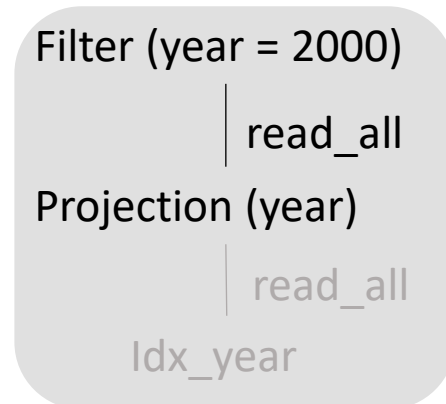 Filter (year = 2000)
read_all
Projection (year)
read_all
Idx_year